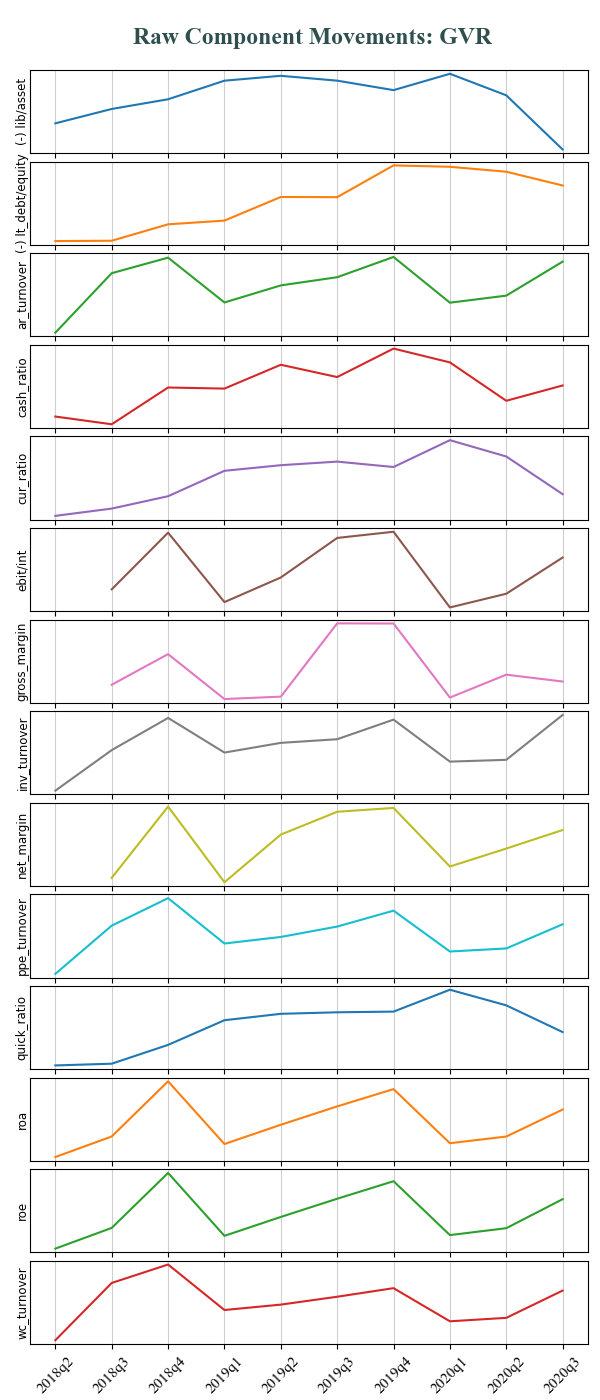 Raw Component Movements: GVR
(-) lib/asset
(-) lt_debt/equity
ar_turnover
cash_ratio
cur_ratio
ebit/int
gross_margin
inv_turnover
net_margin
ppe_turnover
quick_ratio
roa
roe
wc_turnover
2018q2 2018q3 2018q4 2019q1 2019q2 2019q3 2019q4 2020q1 2020q2 2020q3